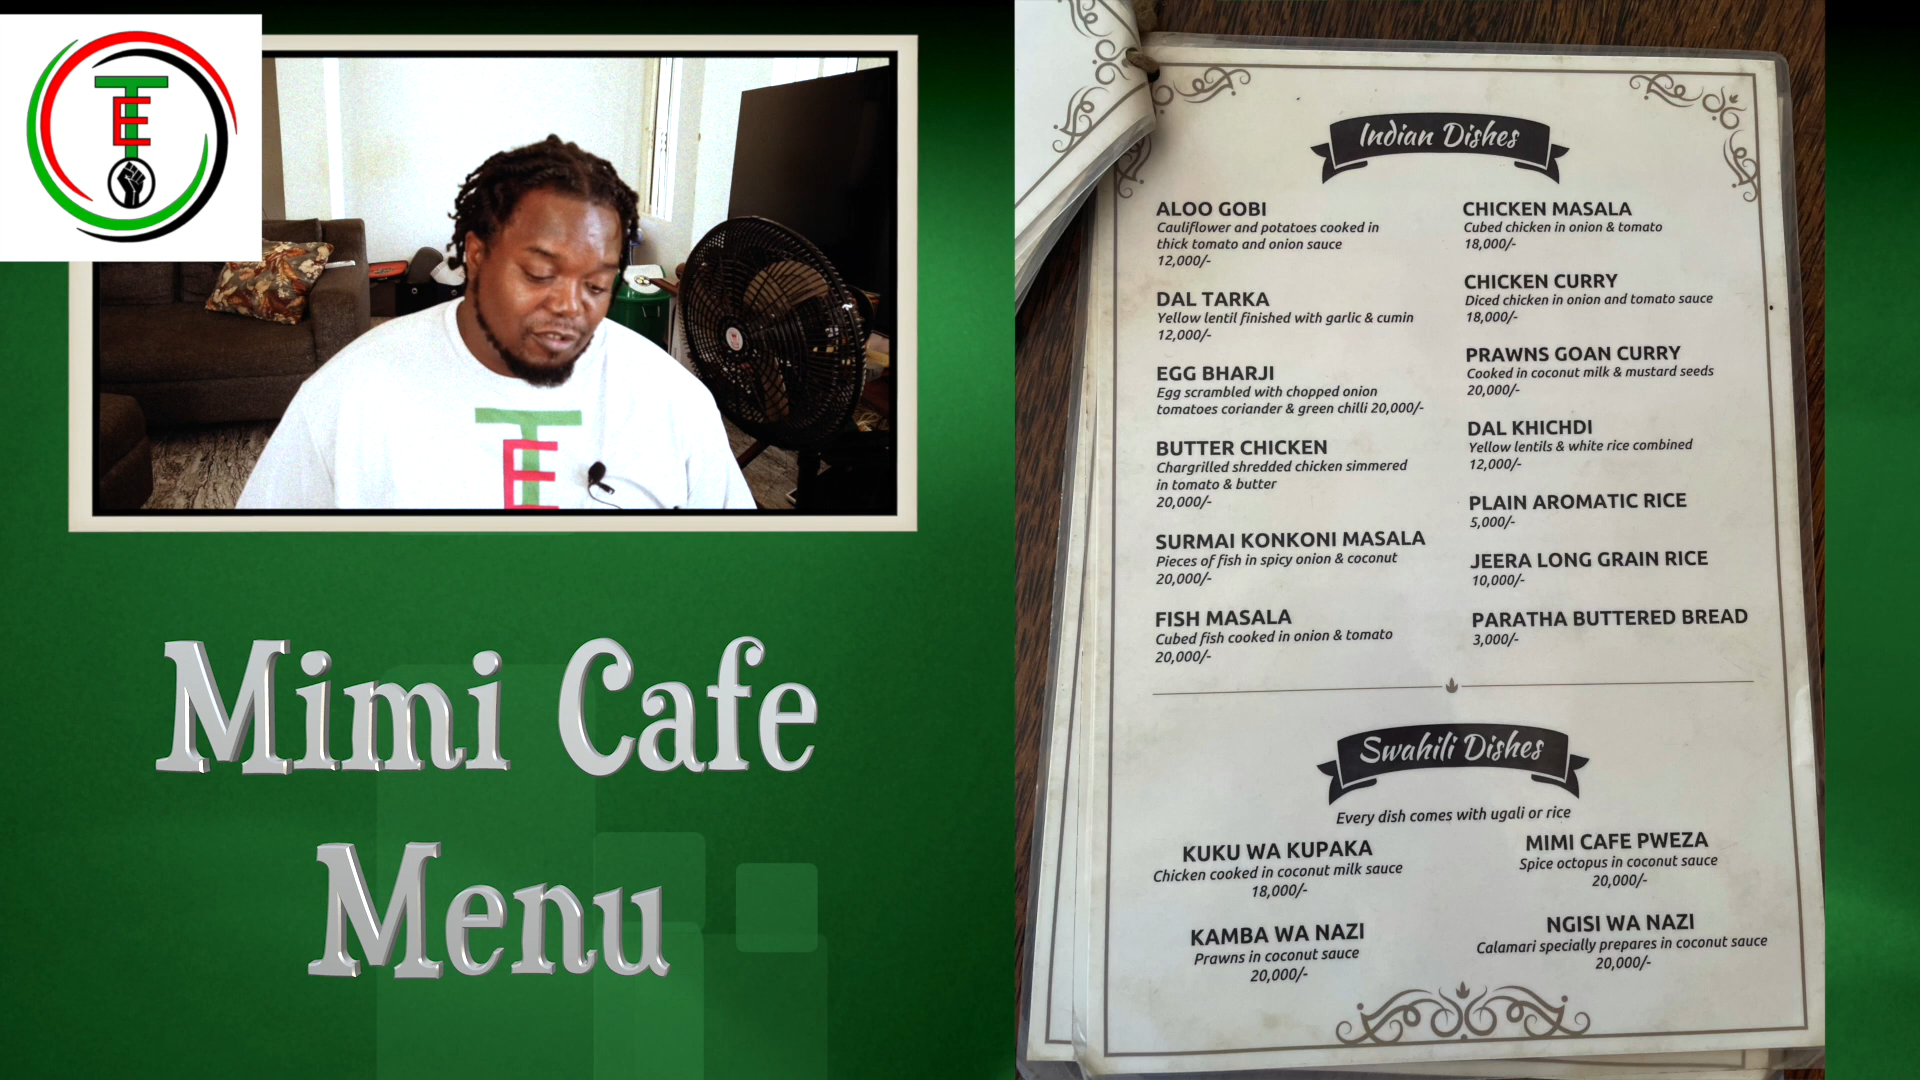 TE
TE
Mimi Cafe
Menu
Indian Dishes
ALOO GOBI
Cauliflower and potatoes cooked in
thick tomato and onion sauce
12,000/-
DAL TARKA
Yellow lentil finished with garlic & cumin
12,000/-
EGG BHARJI
Egg scrambled with chopped onion
tomatoes coriander & green chilli 20,000/-
BUTTER CHICKEN
Chargrilled shredded chicken simmered
in tomato & butter
20,000/-
SURMAI KONKONI MASALA
Pieces of fish in spicy onion & coconut
20,000/-
FISH MASALA
Cubed fish cooked in onion & tomato
20,000/-
CHICKEN MASALA
Cubed chicken in onion & tomato
18,000/-
CHICKEN CURRY
Diced chicken in onion and tomato sauce
18,000/-
PRAWNS GOAN CURRY
Cooked in coconut milk & mustard seeds
20,000/-
DAL KHICHDI
Yellow lentils & white rice combined
12,000/-
PLAIN AROMATIC RICE
5,000/-
JEERA LONG GRAIN RICE
10,000/-
PARATHA BUTTERED BREAD
3,000/-
Swahili Dishes
Every dish comes with ugali or rice
KUKU WA KUPAKA
Chicken cooked in coconut milk sauce
18,000/-
KAMBA WA NAZI
Prawns in coconut sauce
20,000/-
MIMI CAFE PWEZA
Spice octopus in coconut sauce
20,000/-
NGISI WA NAZI
Calamari specially prepares in coconut sauce
20,000/-